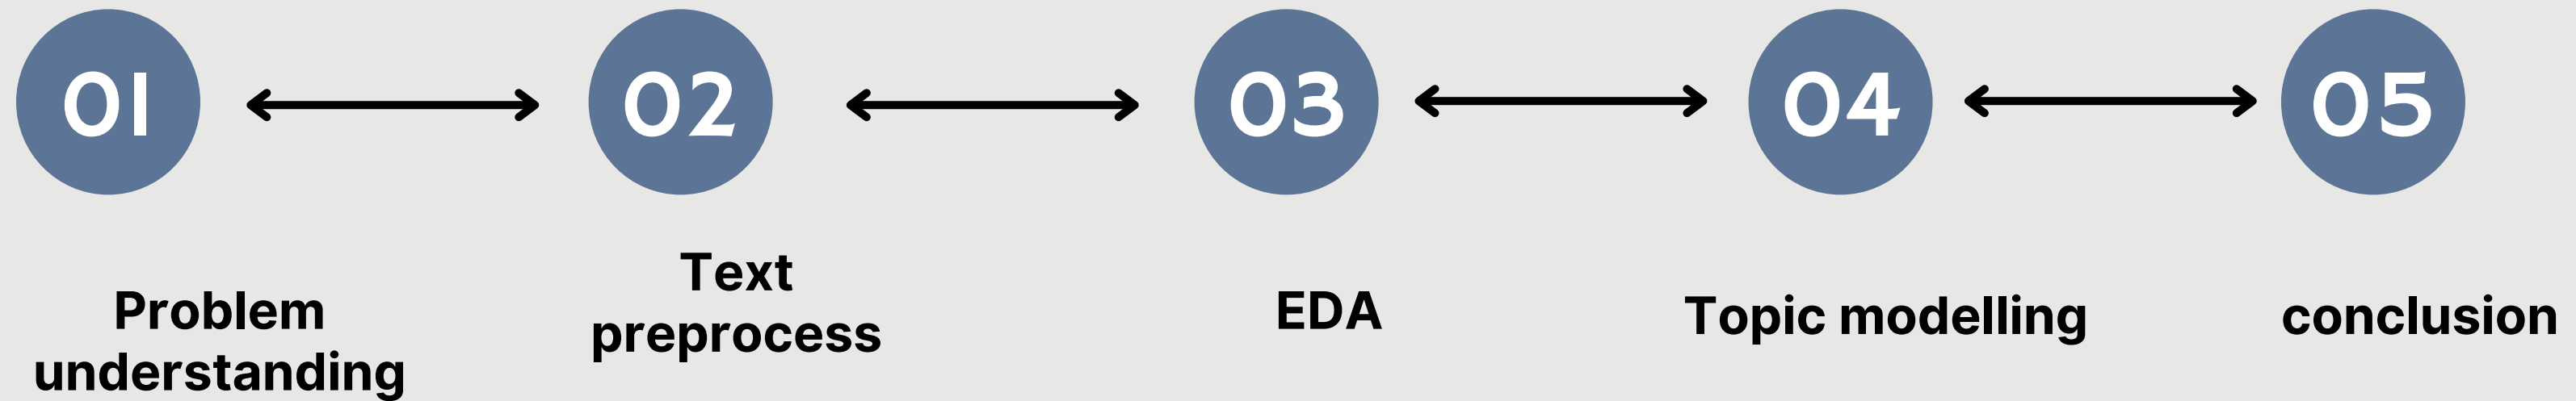 01
02
03
04
05
Problem
understanding
Text
preprocess
EDA
Topic modelling
conclusion